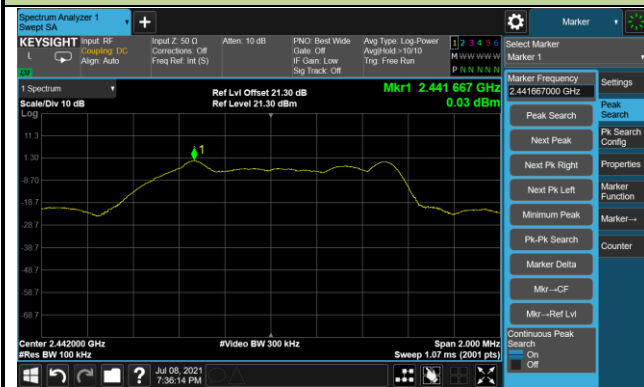 Spectrum Analyzer 1
Swept SA
+
Marker
KEYSIGHT
L
Input: RF
Coupling: DC
Align: Auto
Input Z: 50 Ω
Corrections: Off
Freq Ref: Int (S)
Atten: 10 dB
PNO: Best Wide
Gate: Off
IF Gain: Low
Sig Track: Off
Avg Type: Log-Power
Avg|Hold:>10/10
Trig: Free Run
1 2 3 4 5 6
M W W W W W
P N N N N N
Select Marker
Marker 1
1 Spectrum
Scale/Div 10 dB
Log
Ref Lvl Offset 21.30 dB
Ref Level 21.30 dBm
Mkr1 2.441 667 GHz
0.03 dBm
11.3
1.30
-8.70
-18.7
-28.7
-38.7
-48.7
-58.7
-68.7
1
Center 2.442000 GHz
#Res BW 100 kHz
#Video BW 300 kHz
Span 2.000 MHz
Sweep 1.07 ms (2001 pts)
Marker Frequency
2.441667000 GHz
Peak Search
Next Peak
Next Pk Right
Next Pk Left
Minimum Peak
Pk-Pk Search
Marker Delta
Mkr→CF
Mkr→Ref Lvl
Continuous Peak
Search
On
Off
Settings
Peak
Search
Pk Search
Config
Properties
Marker
Function
Marker→
Counter
?
Jul 08, 2021
7:36:14 PM